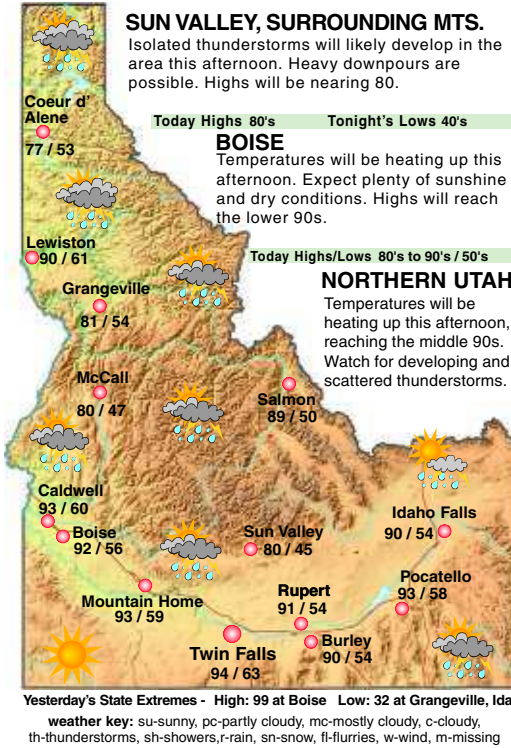 SUN VALLEY, SURROUNDING MTS.
Isolated thunderstorms will likely develop in the
area this afternoon. Heavy downpours are
possible. Highs will be nearing 80.
Today Highs 80's Tonight's Lows 40's
BOISE
Temperatures will be heating up this
afternoon. Expect plenty of sunshine
and dry conditions. Highs will reach
the lower 90s.
Today Highs/Lows 80's to 90's / 50's
NORTHERN UTAH
Temperatures will be
heating up this afternoon,
reaching the middle 90s.
Watch for developing and
scattered thunderstorms.
Coeur d'
Alene
77 / 53
Lewiston
90 / 61
Grangeville
81 / 54
McCall
80 / 47
Salmon
89 / 50
Caldwell
93 / 60
Boise
92 / 56
Sun Valley
80 / 45
Idaho Falls
90 / 54
Mountain Home
93 / 59
Rupert
91 / 54
Pocatello
93 / 58
Twin Falls
94 / 63
Burley
90 / 54
Yesterday's State Extremes - High: 99 at Boise Low: 32 at Grangeville, Ida
weather key: su-sunny, pc-partly cloudy, mc-mostly cloudy, c-cloudy,
th-thunderstorms, sh-showers,r-rain, sn-snow, fl-flurries, w-wind, m-missing